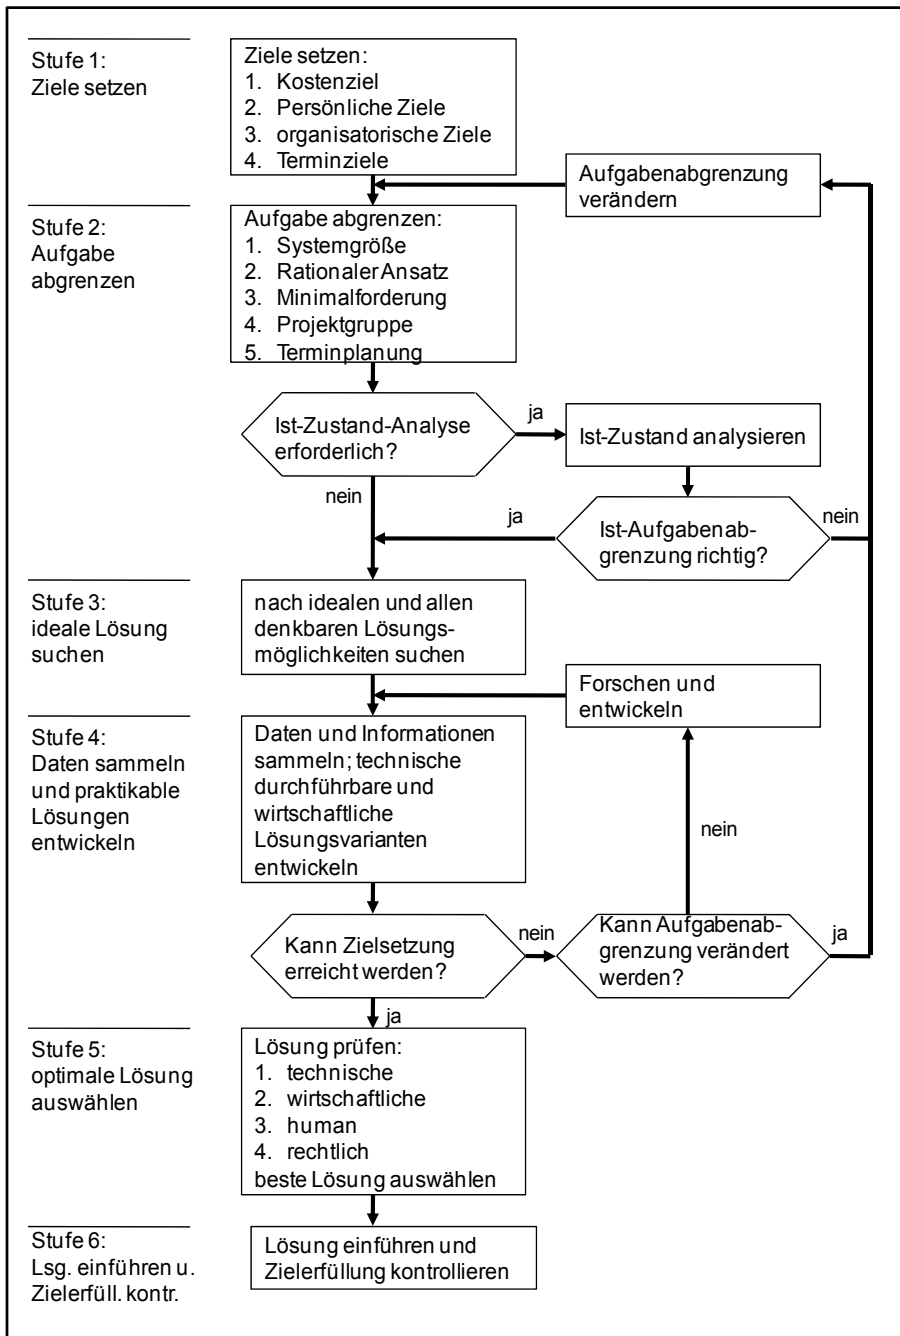 Stufe 1:
Ziele setzen
Ziele setzen:
1. Kostenziel
2. Persönliche Ziele
3. organisatorische Ziele
4. Terminziele
Aufgabenabgrenzung
verändern
Stufe 2:
Aufgabe
abgrenzen
Aufgabe abgrenzen:
1. Systemgröße
2. Rationaler Ansatz
3. Minimalforderung
4. Projektgruppe
5. Terminplanung
Ist-Zustand-Analyse
erforderlich?
ja
Ist-Zustand analysieren
nein
ja
Ist-Aufgabenab-
grenzung richtig?
nein
Stufe 3:
ideale Lösung
suchen
nach idealen und allen
denkbaren Lösungs-
möglichkeiten suchen
Forschen und
entwickeln
Stufe 4:
Daten sammeln
und praktikable
Lösungen
entwickeln
Daten und Informationen
sammeln; technische
durchführbare und
wirtschaftliche
Lösungsvarianten
entwickeln
nein
Kann Zielsetzung
erreicht werden?
nein
Kann Aufgabenab-
grenzung verändert
werden?
ja
ja
Stufe 5:
optimale Lösung
auswählen
Lösung prüfen:
1. technische
2. wirtschaftliche
3. human
4. rechtlich
beste Lösung auswählen
Stufe 6:
Lsg. einführen u.
Zielerfüll. kontr.
Lösung einführen und
Zielerfüllung kontrollieren